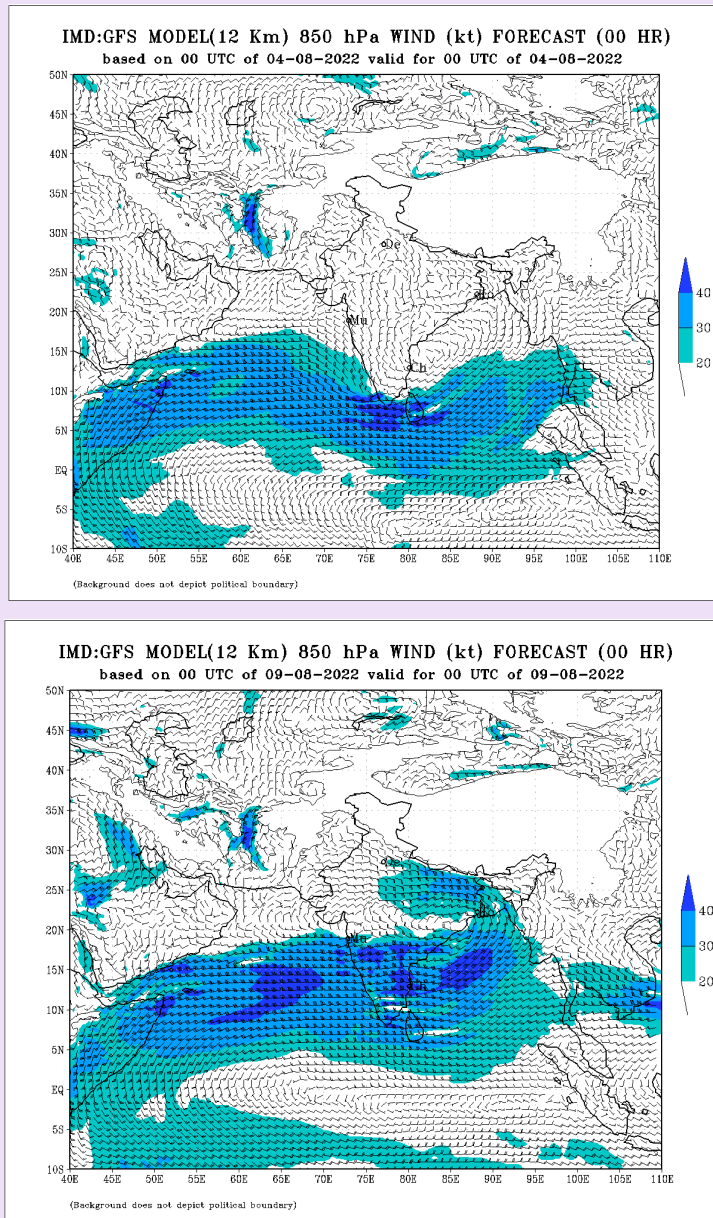 IMD:GFS MODEL(12 Km) 850 hPa WIND (kt) FORECAST (00 HR)
based on 00 UTC of 04-08-2022 valid for 00 UTC of 04-08-2022
50N
45N
40N
35N
30N
25N
20N
15N
10N
5N
EQ
5S
10S
De
Mu
Ch
40
30
20
40E 45E 50E 55E 60E 65E 70E 75E 80E 85E 90E 95E 100E 105E 110E
(Background does not depict political boundary)
IMD:GFS MODEL(12 Km) 850 hPa WIND (kt) FORECAST (00 HR)
based on 00 UTC of 09-08-2022 valid for 00 UTC of 09-08-2022
50N
45N
40N
35N
30N
25N
20N
15N
10N
5N
EQ
5S
10S
Mu
40
30
20
40E 45E 50E 55E 60E 65E 70E 75E 80E 85E 90E 95E 100E 105E 110E
(Background does not depict political boundary)